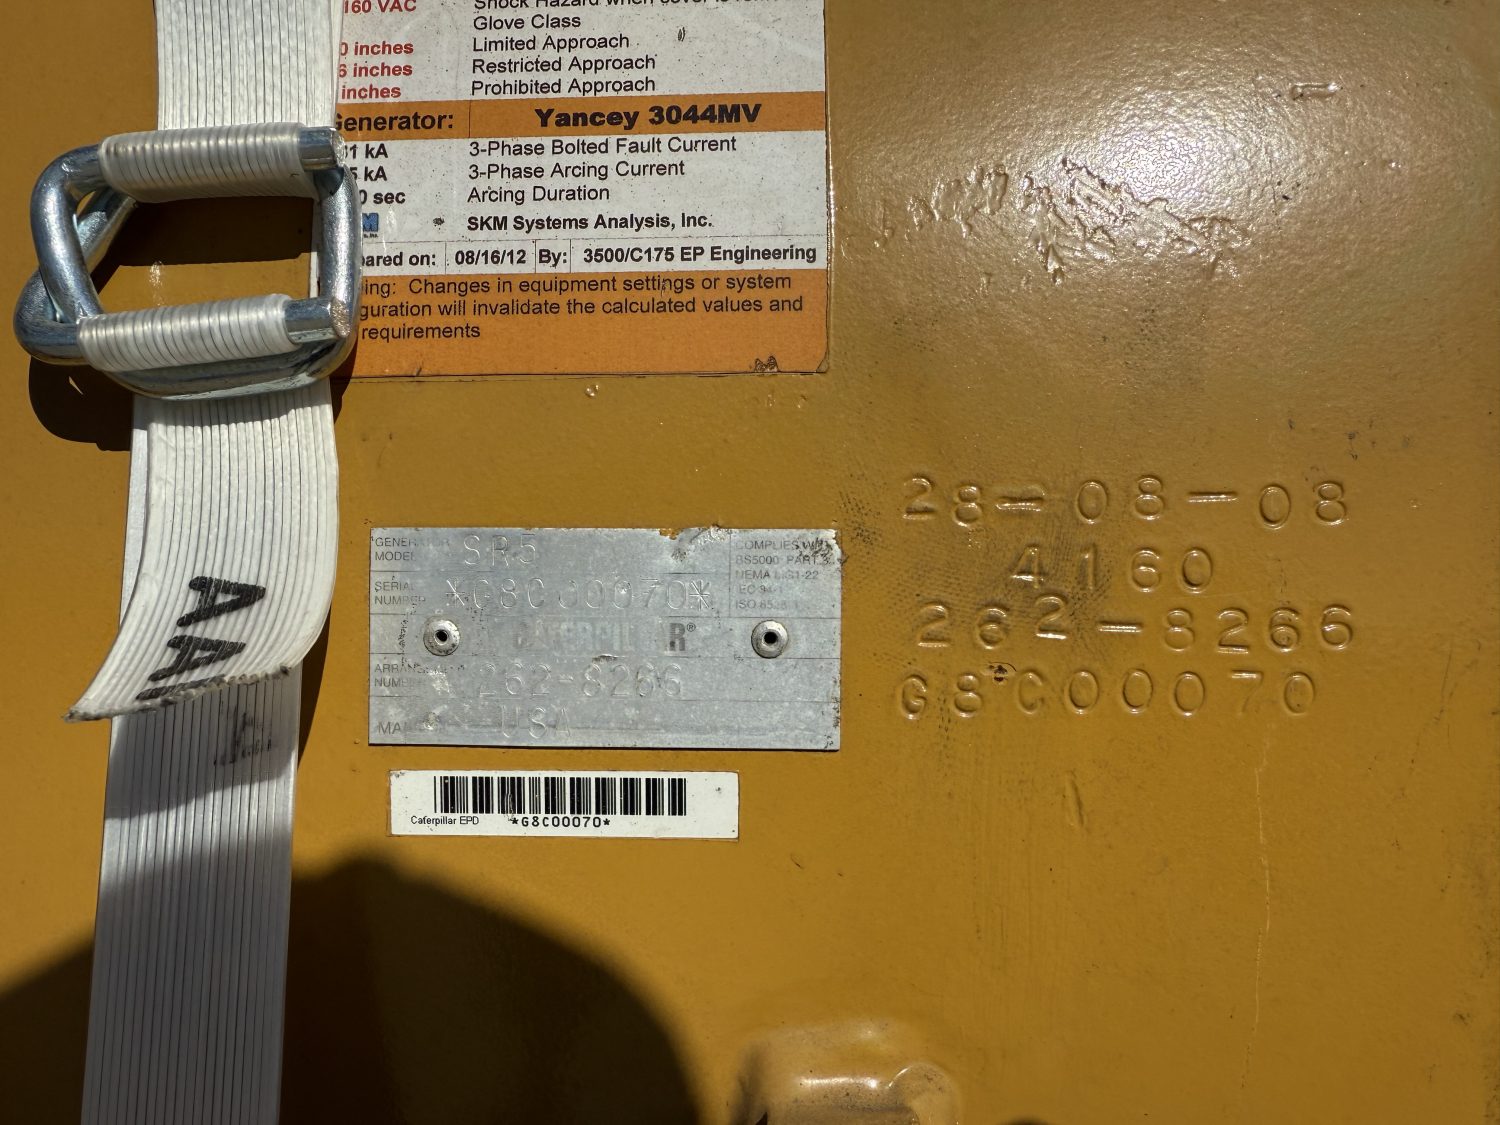 160 VAC Shock Hazard when cover is
Glove Class
0 inches Limited Approach
6 inches Restricted Approach
inches Prohibited Approach
Generator: Yancey 3044MV
1 kA 3-Phase Bolted Fault Current
5 kA 3-Phase Arcing Current
0 sec Arcing Duration
SKM Systems Analysis, Inc.
ared on: 08/16/12 By: 3500/C175 EP Engineering
ing: Changes in equipment settings or system
guration will invalidate the calculated values and
requirements
GENERATOR
MODEL SR5
COMPLIES WITH
BS5000 PART 3
NEMA MG1-22
IEC 34-1
ISO 8528
SERIAL
NUMBER *G8C00070*
CATERPILLAR®
ARRANGEMENT
NUMBER 262-8266
USA
28-08-08
4160
262-8266
G8C00070
Caferpillar EPD *G8C00070*